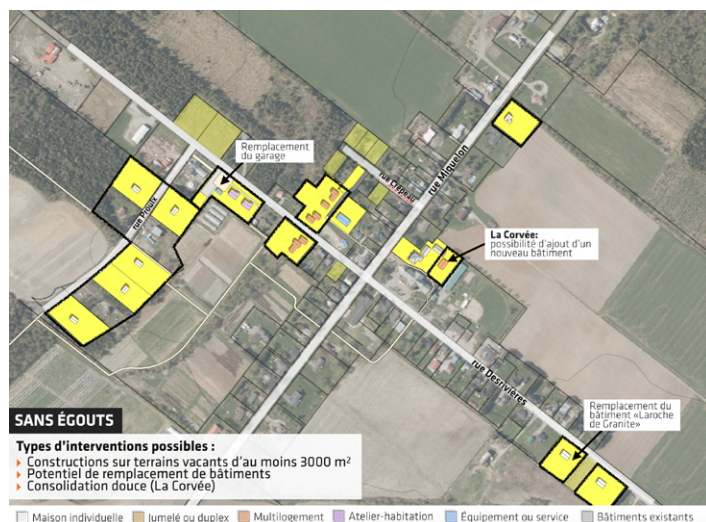 Remplacement
du garage
rue Proulx
rue Crépeau
rue Miquelon
La Corvée:
possibilité d'ajout d'un
nouveau bâtiment
rue Desrivières
Remplacement du
bâtiment «Laroche
de Granite»
SANS ÉGOUTS
Types d'interventions possibles :
Constructions sur terrains vacants d'au moins 3000 m²
Potentiel de remplacement de bâtiments
Consolidation douce (La Corvée)
Maison individuelle Jumelé ou duplex Multilogement Atelier-habitation Équipement ou service Bâtiments existants